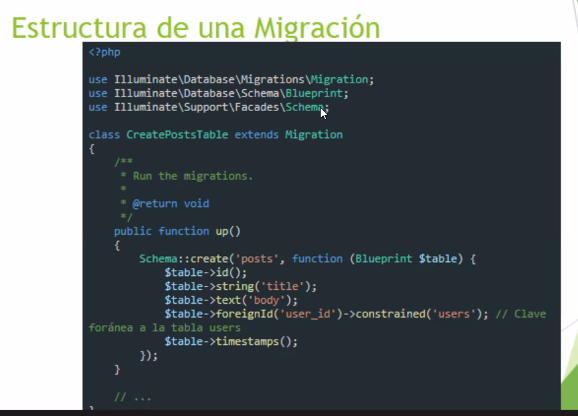 Estructura de una Migración
<?php
use Illuminate\Database\Migrations\Migration;
use Illuminate\Database\Schema\Blueprint;
use Illuminate\Support\Facades\Schema;
class CreatePostsTable extends Migration
{
    /**
     * Run the migrations.
     *
     * @return void
     */
    public function up()
    {
        Schema::create('posts', function (Blueprint $table) {
            $table->id();
            $table->string('title');
            $table->text('body');
            $table->foreignId('user_id')->constrained('users'); // Clave
foránea a la tabla users
            $table->timestamps();
        });
    }
    // ...
}